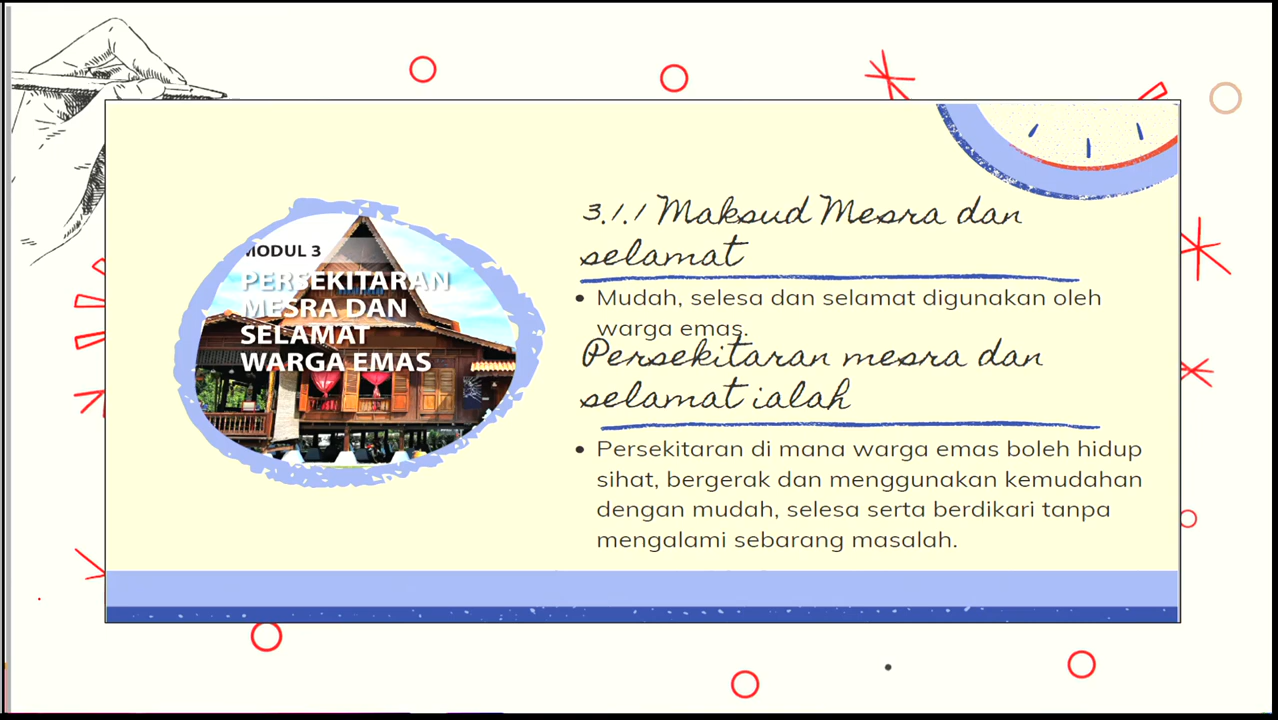 MODUL 3
PERSEKITARAN
MESRA DAN
SELAMAT
WARGA EMAS
3.1.1 Maksud Mesra dan
selamat
• Mudah, selesa dan selamat digunakan oleh
warga emas.
Persekitaran mesra dan
selamat ialah
• Persekitaran di mana warga emas boleh hidup
sihat, bergerak dan menggunakan kemudahan
dengan mudah, selesa serta berdikari tanpa
mengalami sebarang masalah.